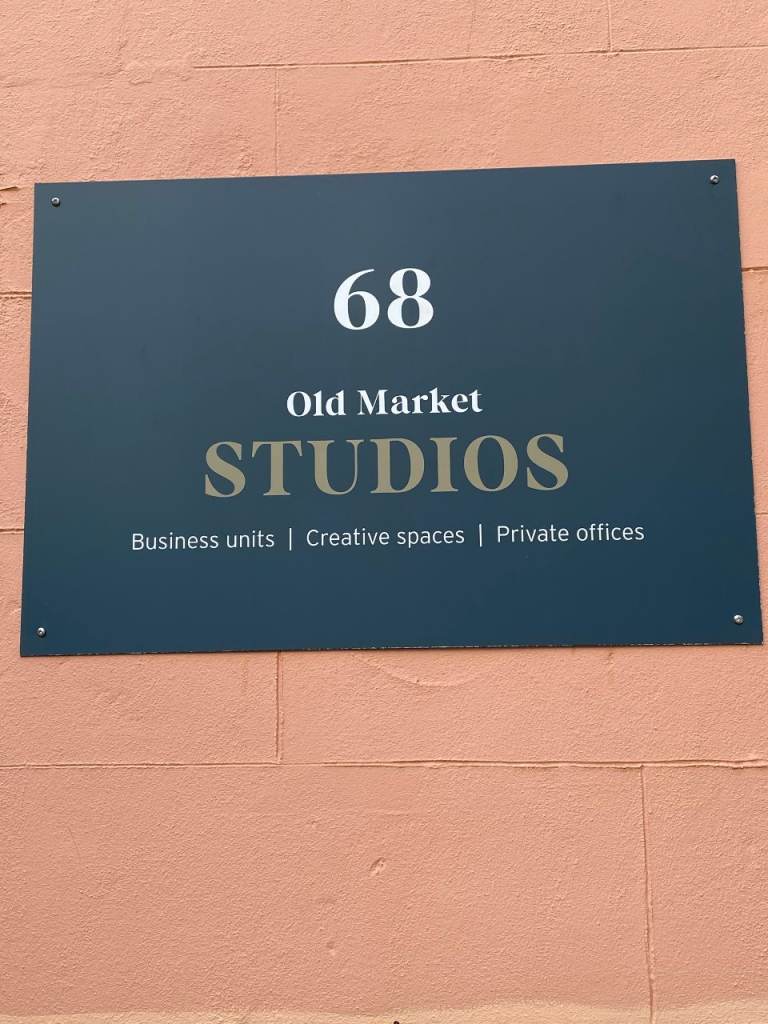 68
Old Market
STUDIOS
Business units | Creative spaces | Private offices